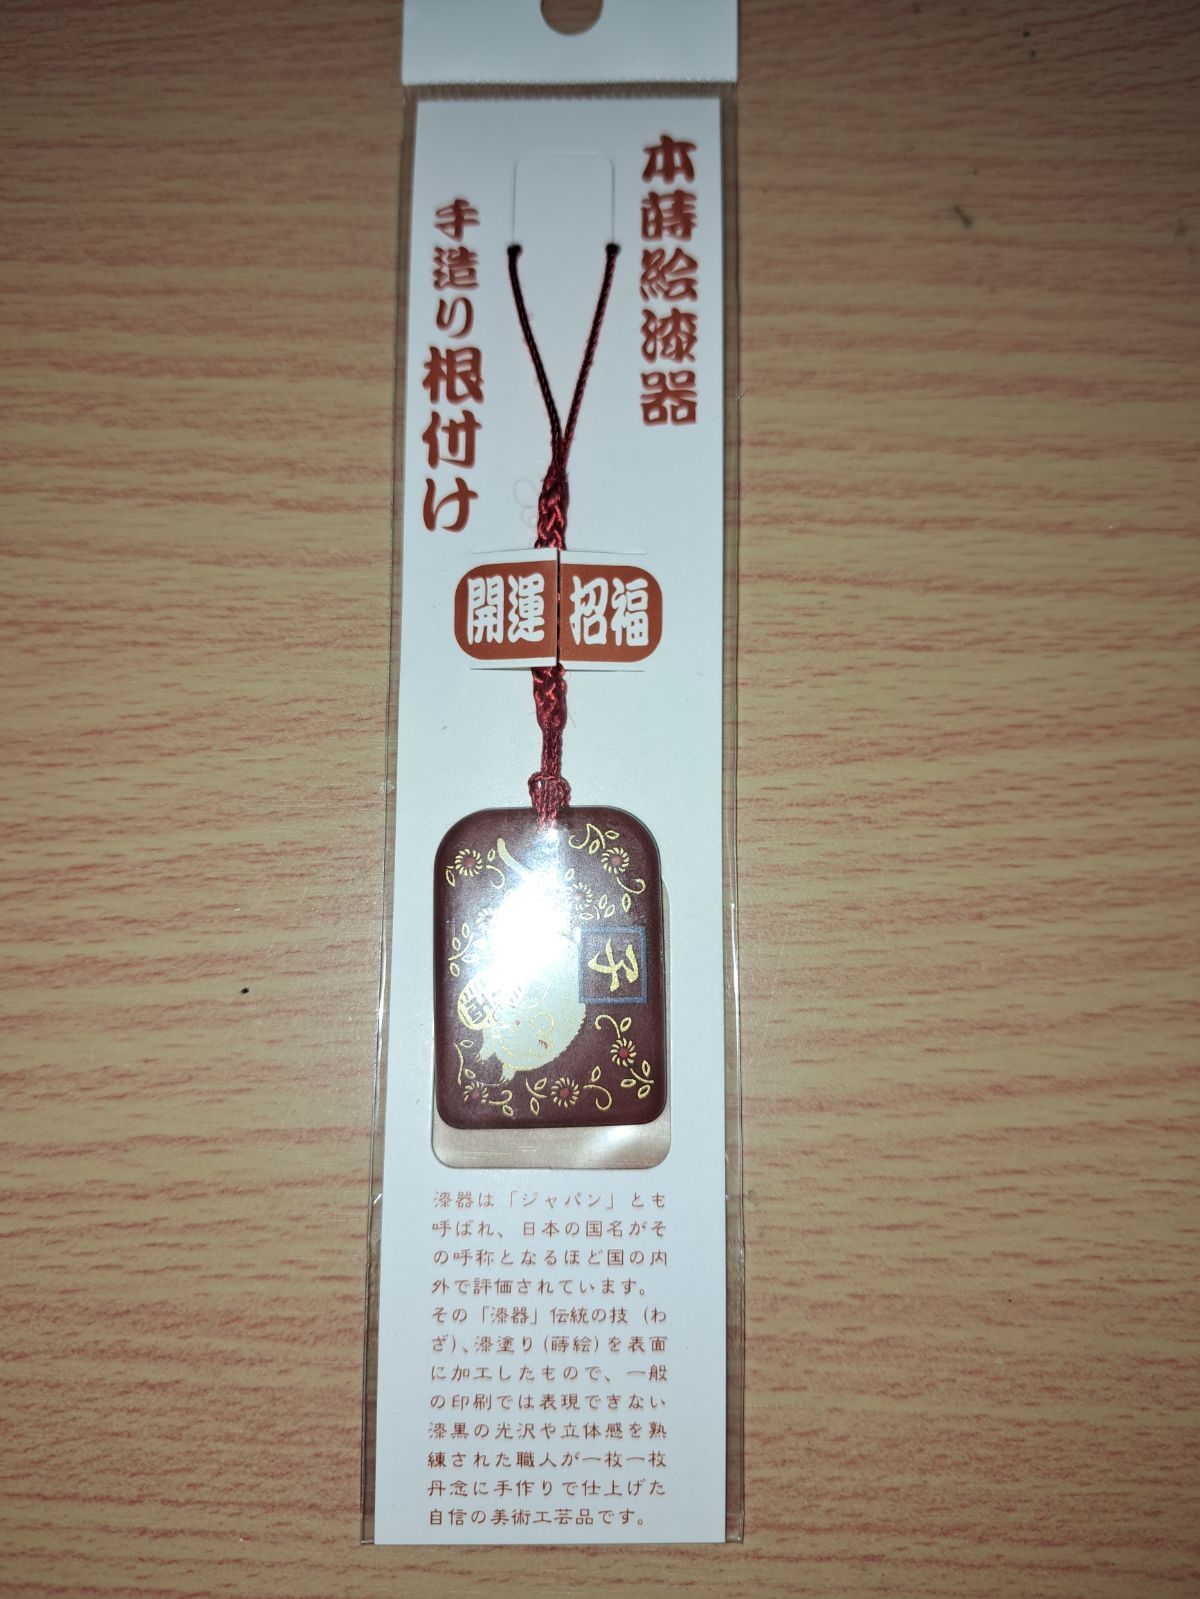 本蒔絵漆器
手造り根付け
開運招福
子
漆器は「ジャパン」とも
呼ばれ、日本の国名がそ
の呼称となるほど国の内
外で評価されています。
その「漆器」伝統の技（わ
ざ）、漆塗り（蒔絵）を表面
に加工したもので、一般
の印刷では表現できない
漆黒の光沢や立体感を熟
練された職人が一枚一枚
丹念に手作りで仕上げた
自信の美術工芸品です。